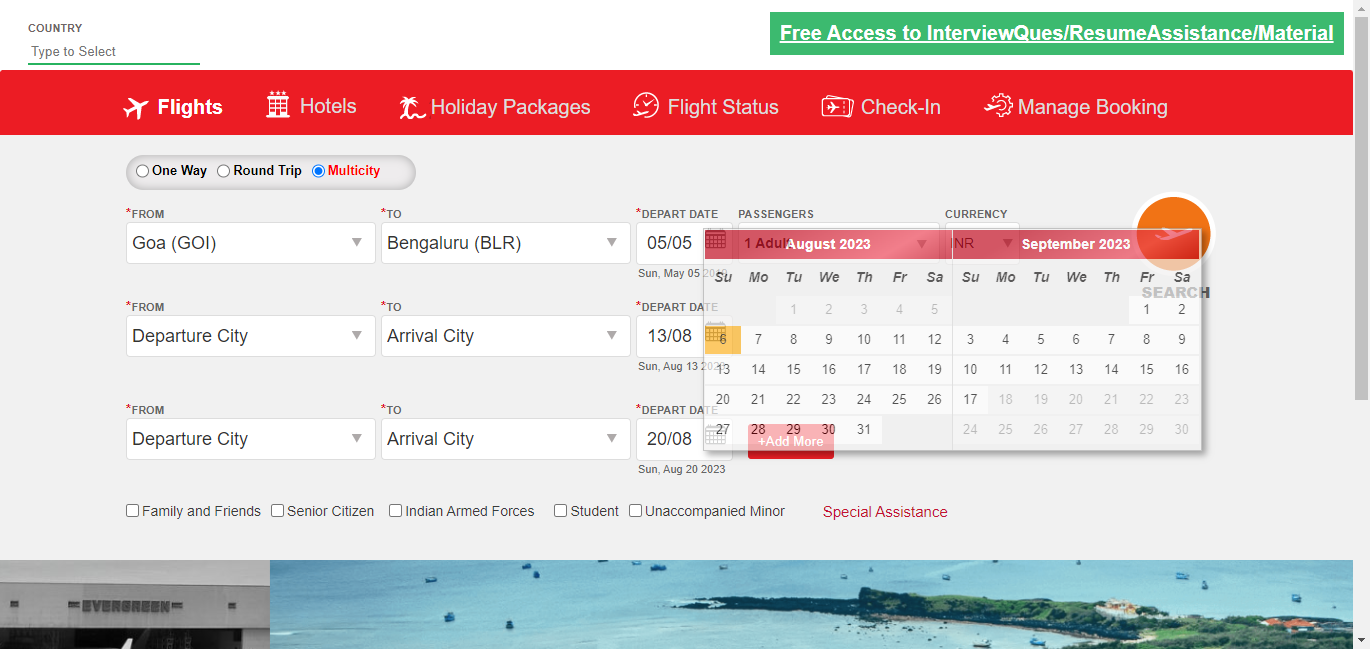 COUNTRY
Type to Select
Free Access to InterviewQues/ResumeAssistance/Material
Flights Hotels Holiday Packages Flight Status Check-In Manage Booking
One Way Round Trip Multicity
*FROM *TO *DEPART DATE PASSENGERS CURRENCY
Goa (GOI) Bengaluru (BLR) 05/05 1 Adult INR
August 2023 September 2023
Sun, May 05 2019
Su Mo Tu We Th Fr Sa Su Mo Tu We Th Fr Sa
SEARCH
*FROM *TO *DEPART DATE
1 2 3 4 5 1 2
Departure City Arrival City 13/08
6 7 8 9 10 11 12 3 4 5 6 7 8 9
Sun, Aug 13 2023
13 14 15 16 17 18 19 10 11 12 13 14 15 16
20 21 22 23 24 25 26 17 18 19 20 21 22 23
*FROM *TO *DEPART DATE
27 28 29 30 31 24 25 26 27 28 29 30
Departure City Arrival City 20/08 +Add More
Sun, Aug 20 2023
Family and Friends Senior Citizen Indian Armed Forces Student Unaccompanied Minor Special Assistance
EVERGREEN